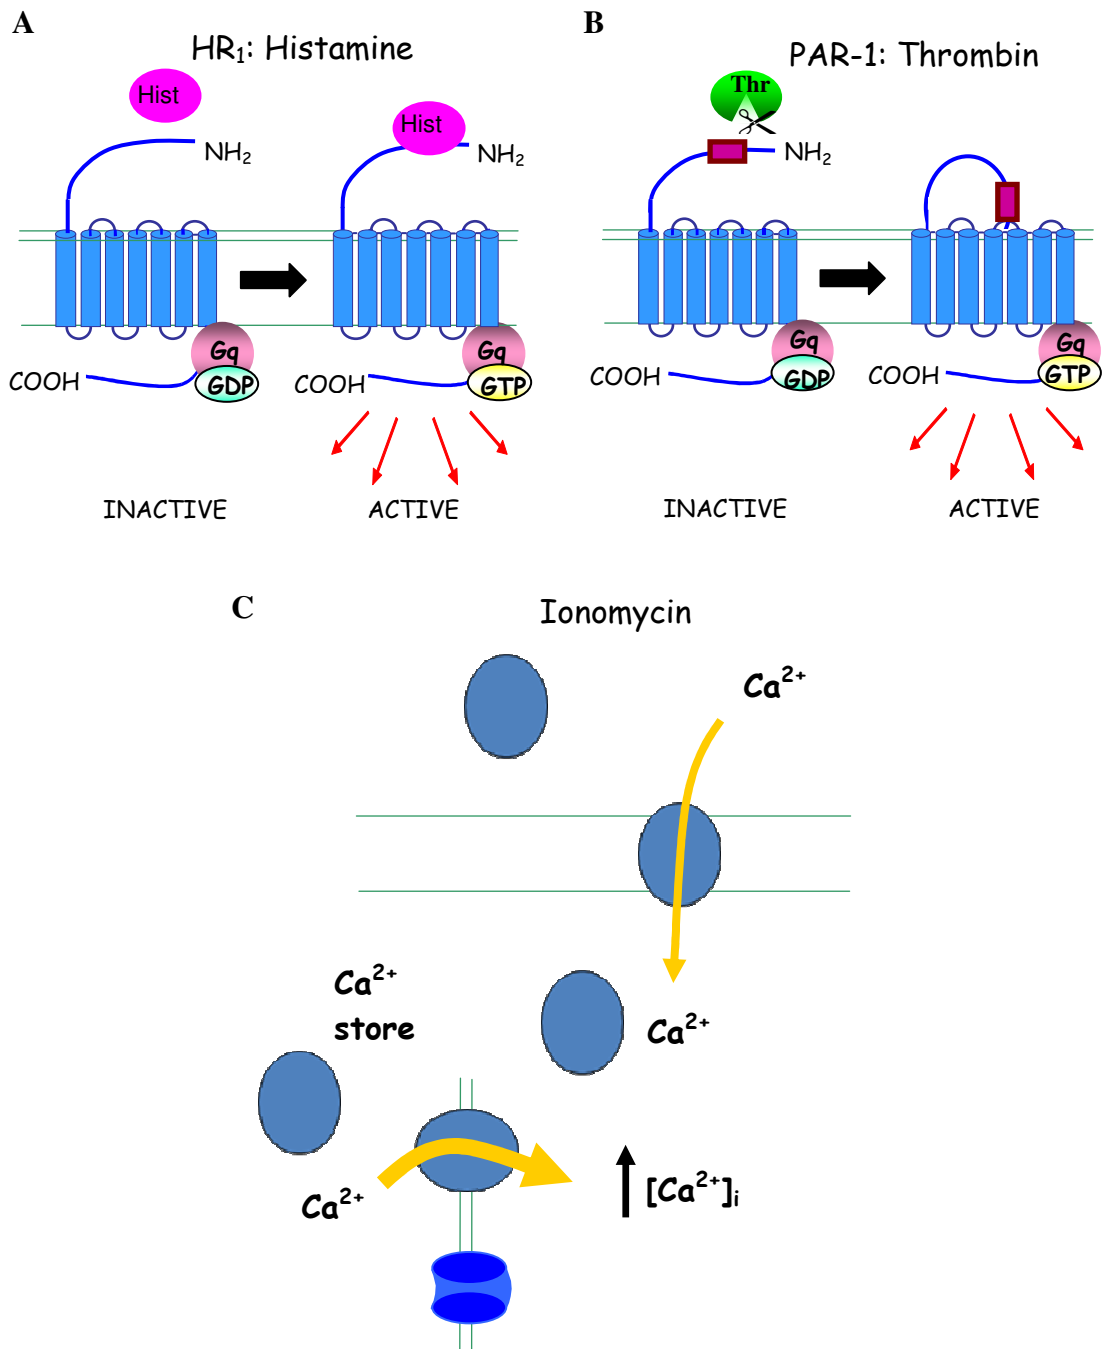 A
HR₁: Histamine
Hist
NH₂
Hist
NH₂
Gq
GDP
COOH
Gq
GTP
COOH
INACTIVE
ACTIVE
B
PAR-1: Thrombin
Thr
NH₂
Gq
GDP
COOH
Gq
GTP
COOH
INACTIVE
ACTIVE
C
Ionomycin
Ca²⁺
Ca²⁺
store
Ca²⁺
Ca²⁺
[Ca²⁺]ᵢ